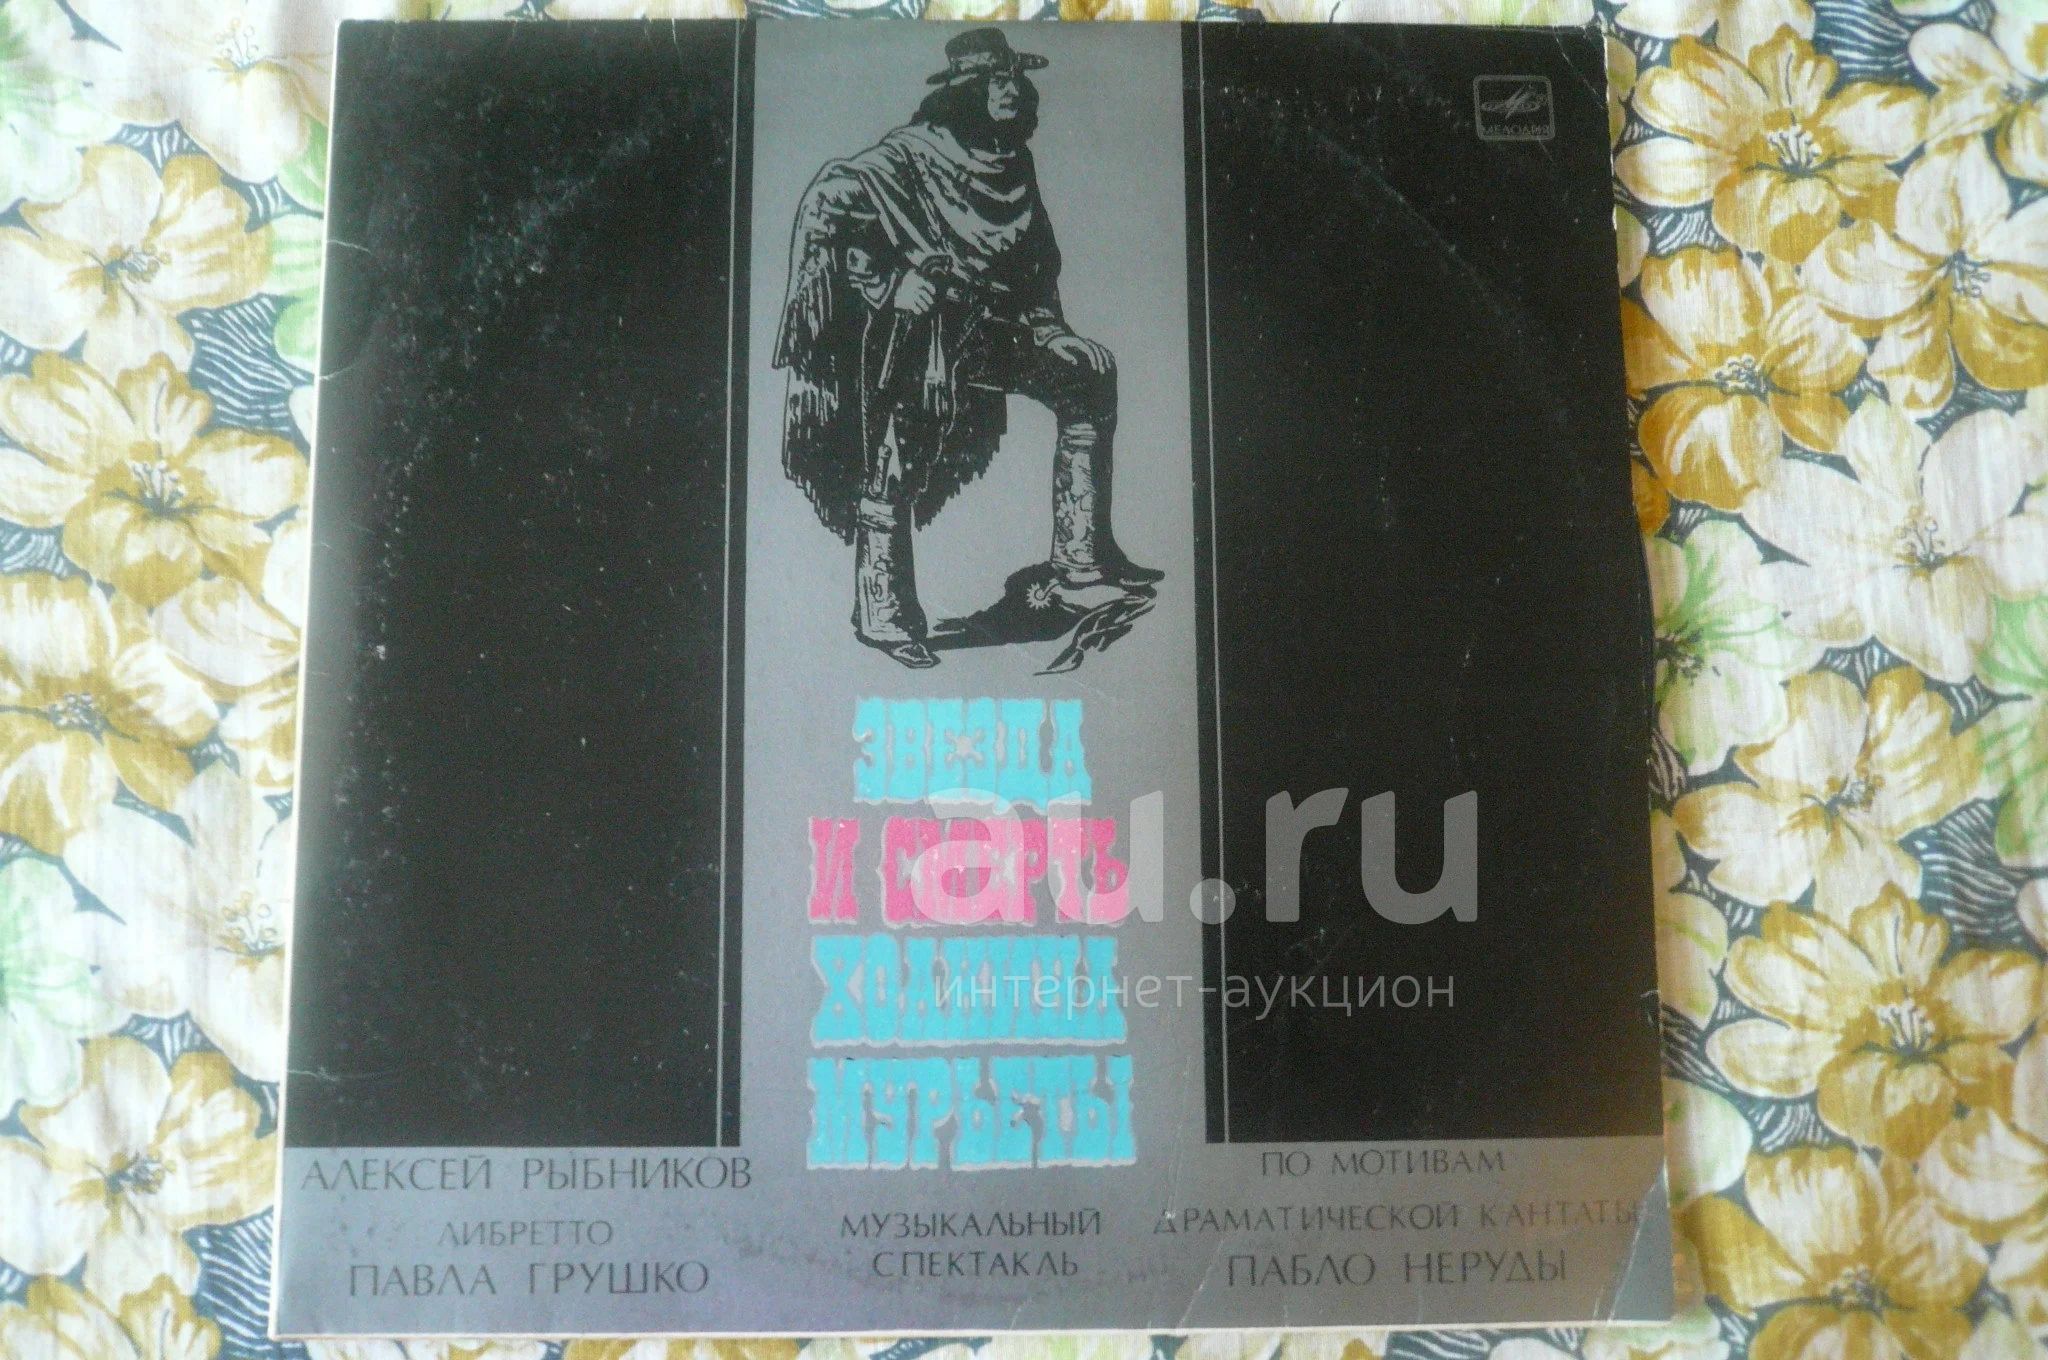 МЕЛОДИЯ
ЗВЕЗДА
И СМЕРТЬ
ХОАКИНА
МУРЬЕТЫ
au.ru
интернет-аукцион
АЛЕКСЕЙ РЫБНИКОВ
ЛИБРЕТТО
ПАВЛА ГРУШКО
МУЗЫКАЛЬНЫЙ
СПЕКТАКЛЬ
ПО МОТИВАМ
ДРАМАТИЧЕСКОЙ КАНТАТЫ
ПАБЛО НЕРУДЫ